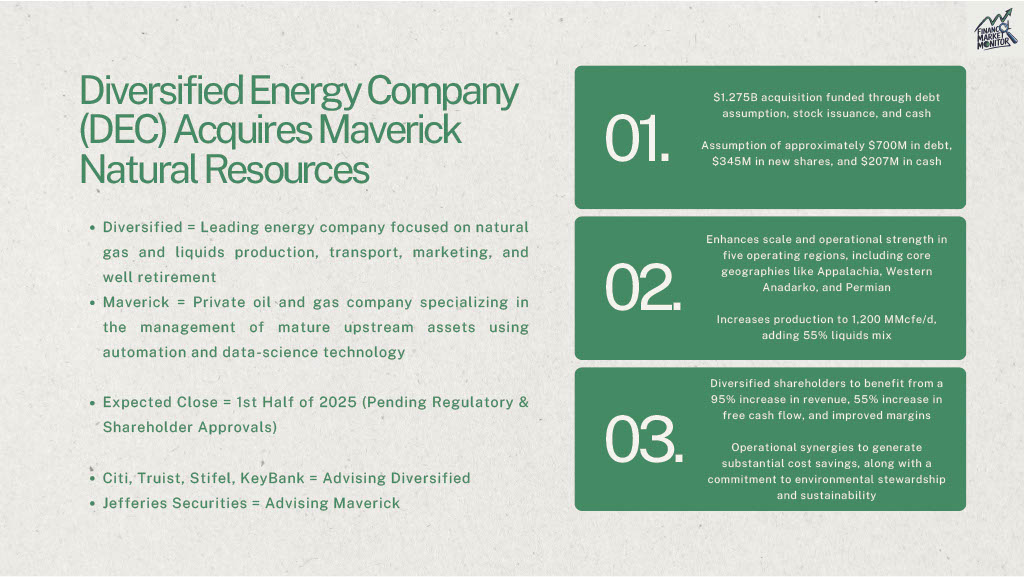 FINANCIAL
MARKET
MONITOR
Diversified Energy Company
(DEC) Acquires Maverick
Natural Resources
• Diversified = Leading energy company focused on natural
gas and liquids production, transport, marketing, and
well retirement
• Maverick = Private oil and gas company specializing in
the management of mature upstream assets using
automation and data-science technology
• Expected Close = 1st Half of 2025 (Pending Regulatory &
Shareholder Approvals)
• Citi, Truist, Stifel, KeyBank = Advising Diversified
• Jefferies Securities = Advising Maverick
01.
$1.275B acquisition funded through debt
assumption, stock issuance, and cash
Assumption of approximately $700M in debt,
$345M in new shares, and $207M in cash
02.
Enhances scale and operational strength in
five operating regions, including core
geographies like Appalachia, Western
Anadarko, and Permian
Increases production to 1,200 MMcfe/d,
adding 55% liquids mix
03.
Diversified shareholders to benefit from a
95% increase in revenue, 55% increase in
free cash flow, and improved margins
Operational synergies to generate
substantial cost savings, along with a
commitment to environmental stewardship
and sustainability